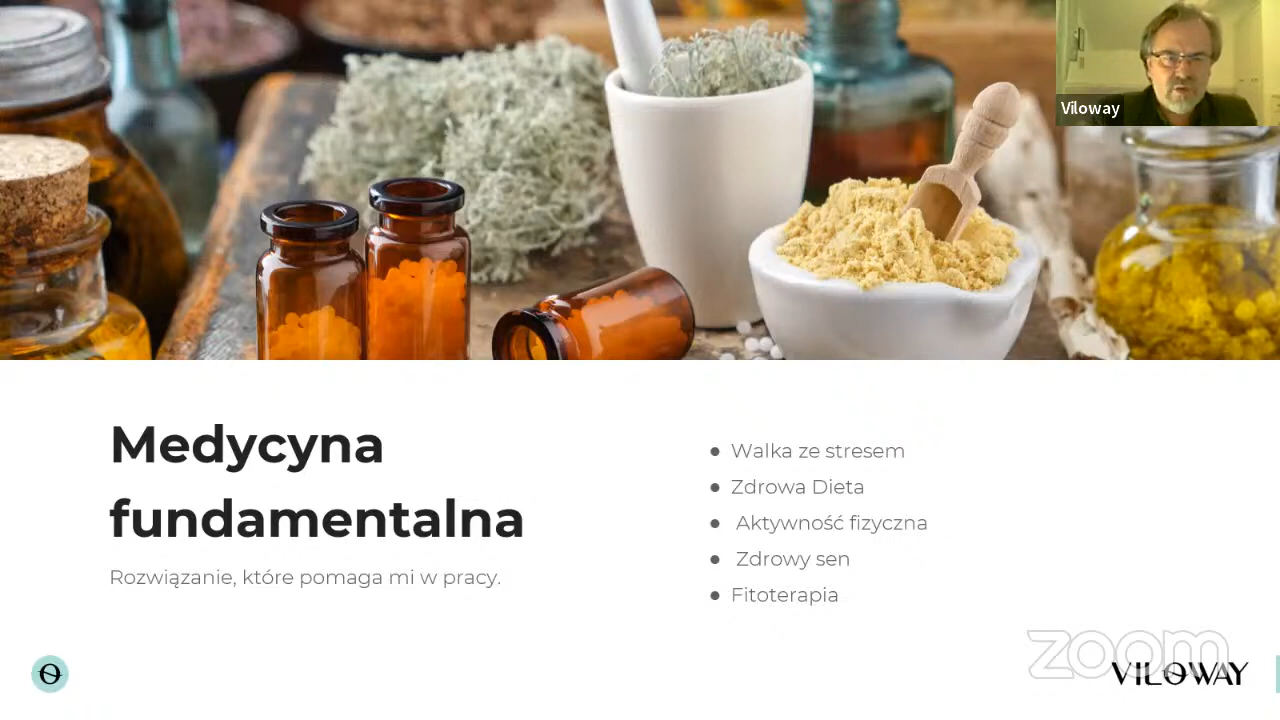 Viloway
Medycyna
fundamentalna
Rozwiązanie, które pomaga mi w pracy.
● Walka ze stresem
● Zdrowa Dieta
● Aktywność fizyczna
● Zdrowy sen
● Fitoterapia
zoom
VILOWAY